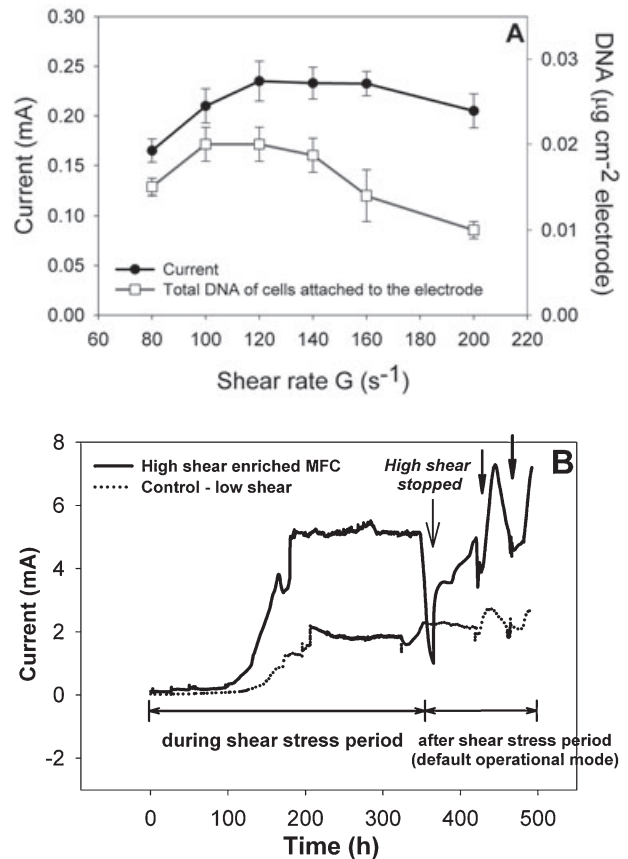 A
0.30
0.25
0.20
0.15
0.10
0.05
0.00
Current (mA)
0.03
0.02
0.01
0.00
DNA (µg cm-2 electrode)
Current
Total DNA of cells attached to the electrode
60 80 100 120 140 160 180 200 220
Shear rate G (s-1)
B
8
6
4
2
0
-2
Current (mA)
High shear enriched MFC
Control - low shear
High shear
stopped
during shear stress period
after shear stress period
(default operational mode)
0 100 200 300 400 500
Time (h)